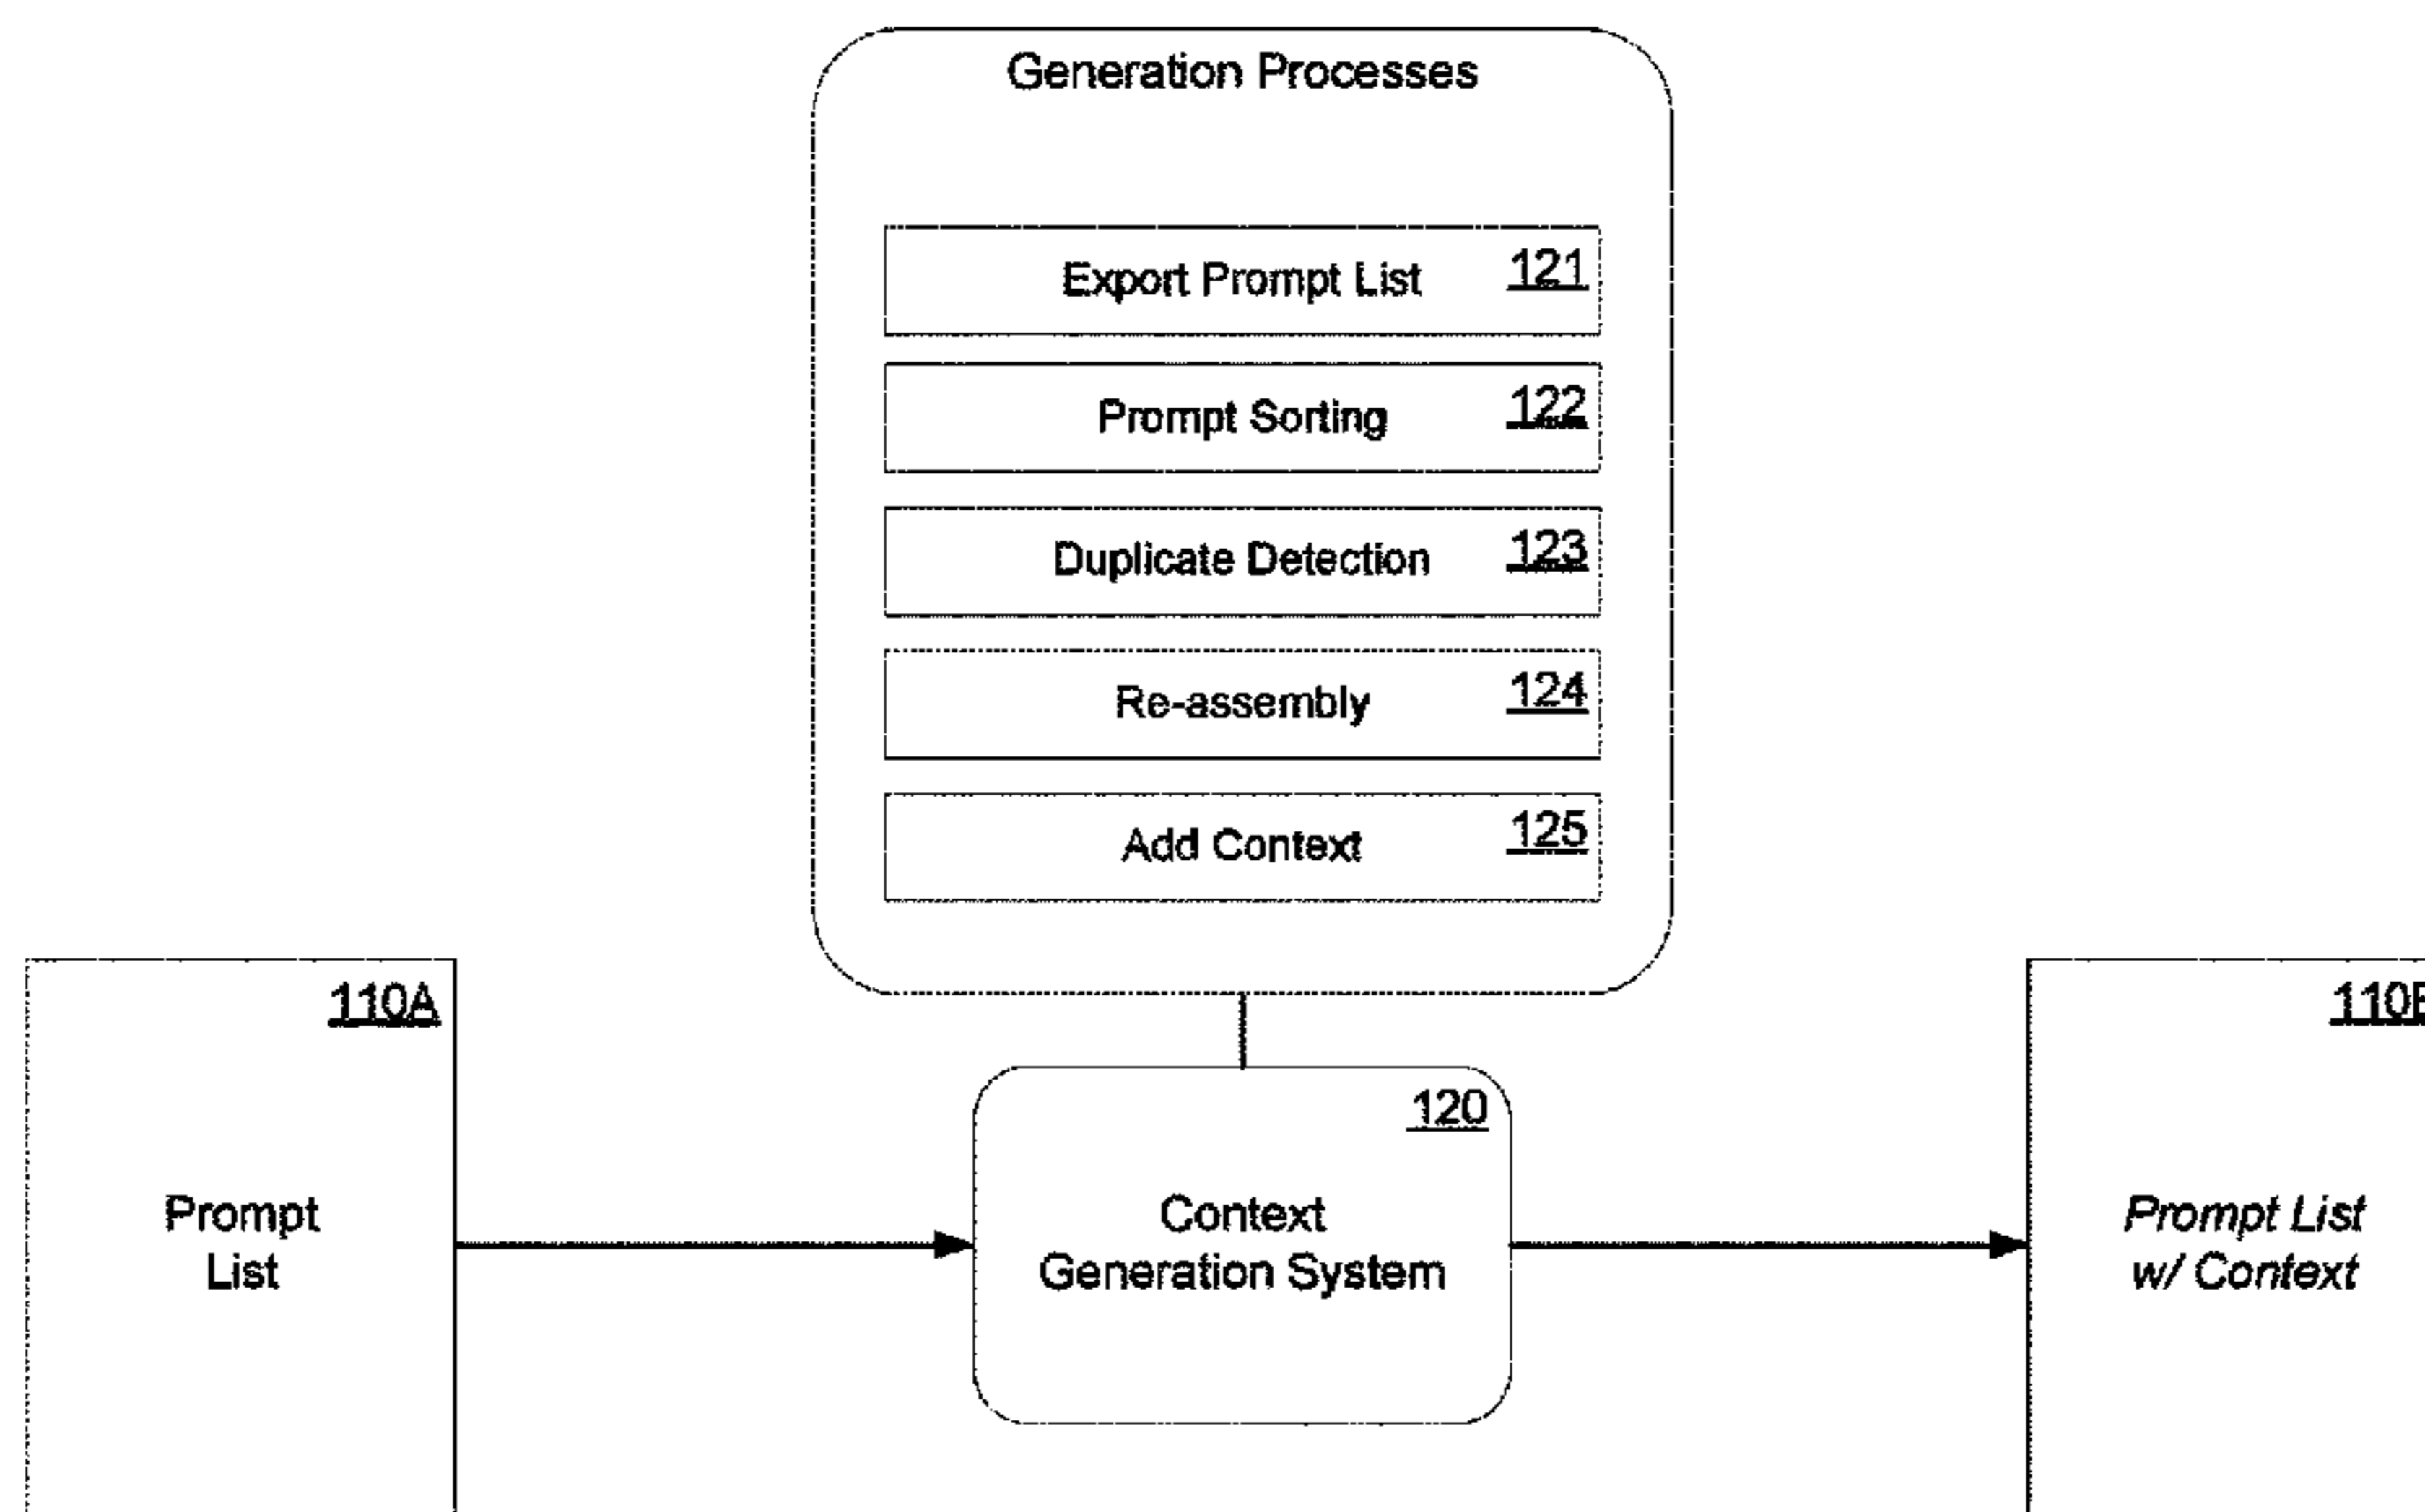 Generation Processes
Export Prompt List 121
Prompt Sorting 122
Duplicate Detection 123
Re-assembly 124
Add Context 125
110A
Prompt
List
120
Context
Generation System
110B
Prompt List
w/ Context